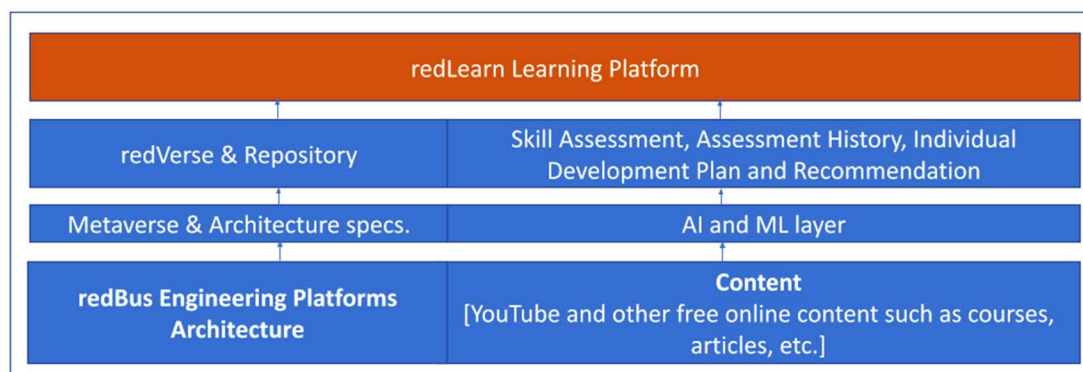 redLearn Learning Platform
redVerse & Repository
Skill Assessment, Assessment History, Individual
Development Plan and Recommendation
Metaverse & Architecture specs.
AI and ML layer
redBus Engineering Platforms
Architecture
Content
[YouTube and other free online content such as courses,
articles, etc.]